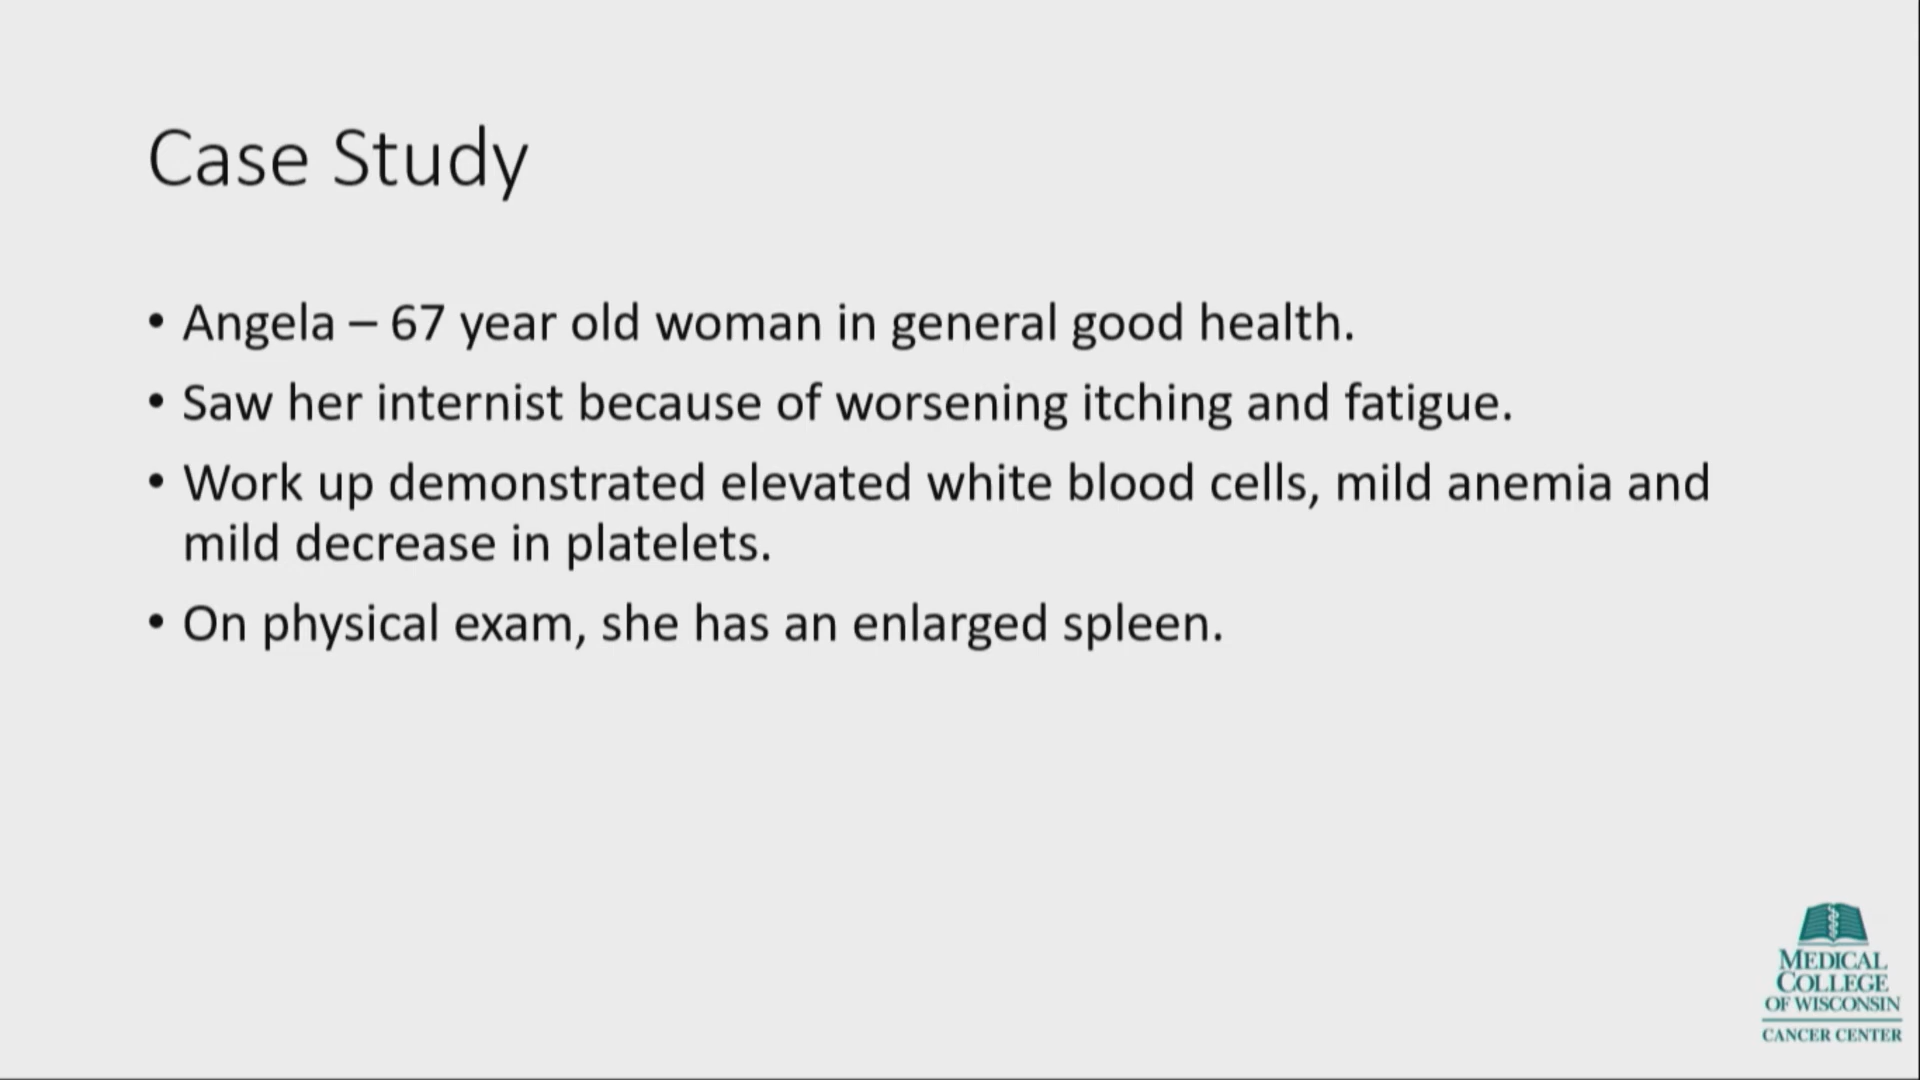 Case Study
• Angela – 67 year old woman in general good health.
• Saw her internist because of worsening itching and fatigue.
• Work up demonstrated elevated white blood cells, mild anemia and
mild decrease in platelets.
• On physical exam, she has an enlarged spleen.
MEDICAL
COLLEGE
OF WISCONSIN
CANCER CENTER